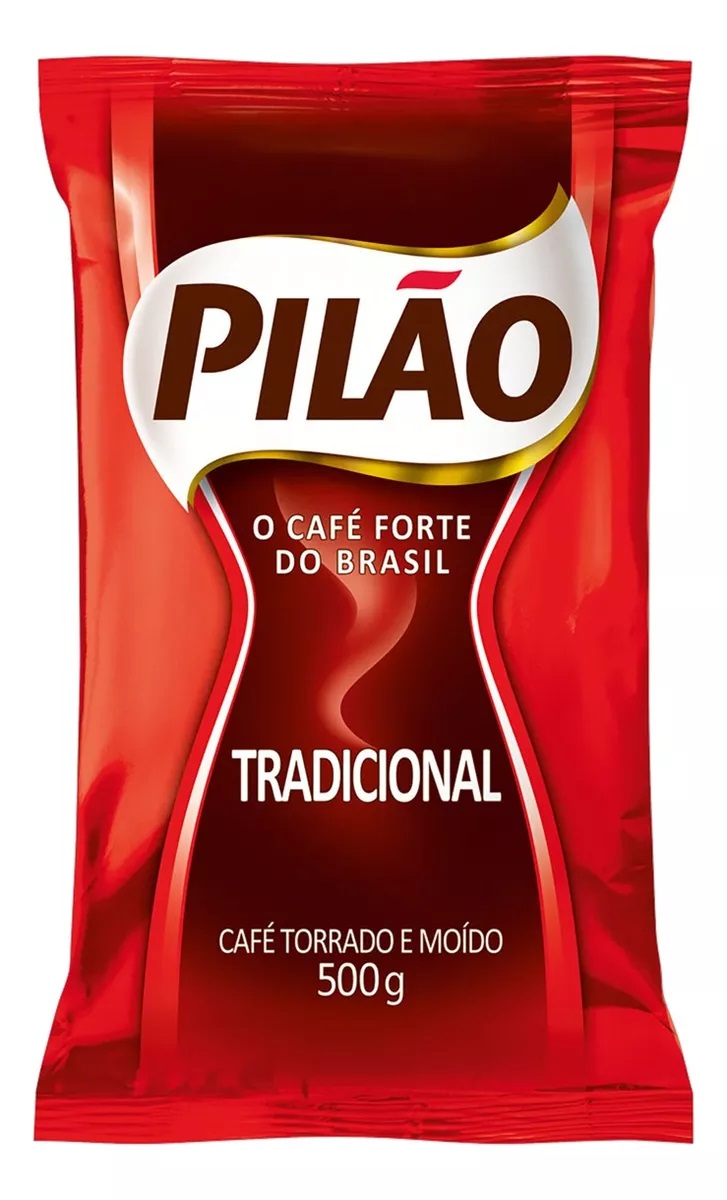 PILÃO
O CAFÉ FORTE
DO BRASIL
TRADICIONAL
CAFÉ TORRADO E MOÍDO
500g